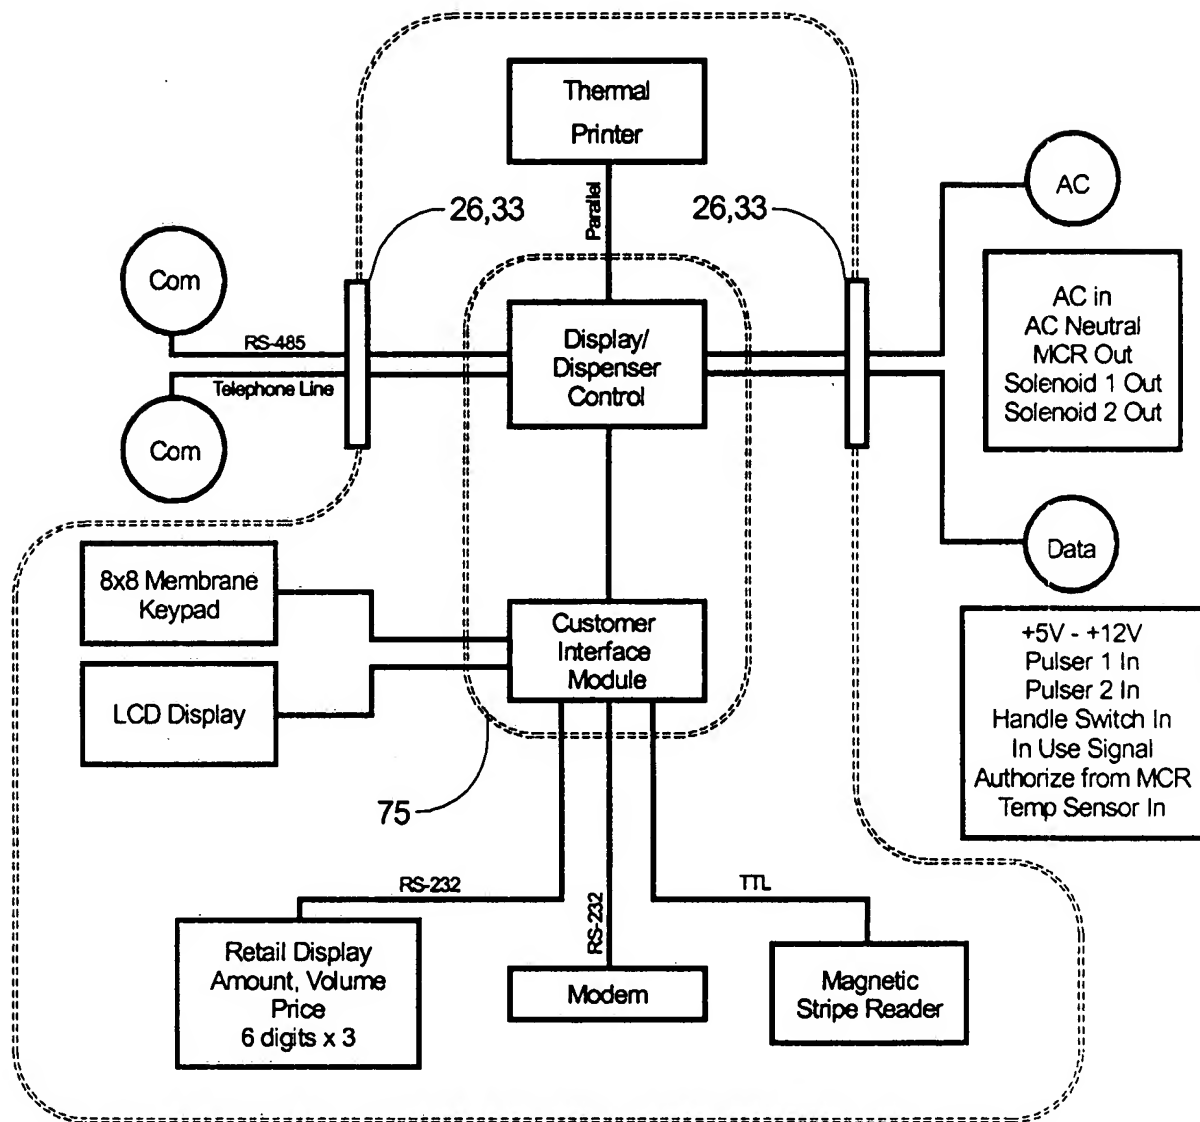 Thermal
Printer
Parallel
26,33
26,33
AC
Com
RS-485
Telephone Line
Com
Display/
Dispenser
Control
AC in
AC Neutral
MCR Out
Solenoid 1 Out
Solenoid 2 Out
Data
8x8 Membrane
Keypad
LCD Display
Customer
Interface
Module
+5V - +12V
Pulser 1 In
Pulser 2 In
Handle Switch In
In Use Signal
Authorize from MCR
Temp Sensor In
75
RS-232
RS-232
TTL
Retail Display
Amount, Volume
Price
6 digits x 3
Modem
Magnetic
Stripe Reader